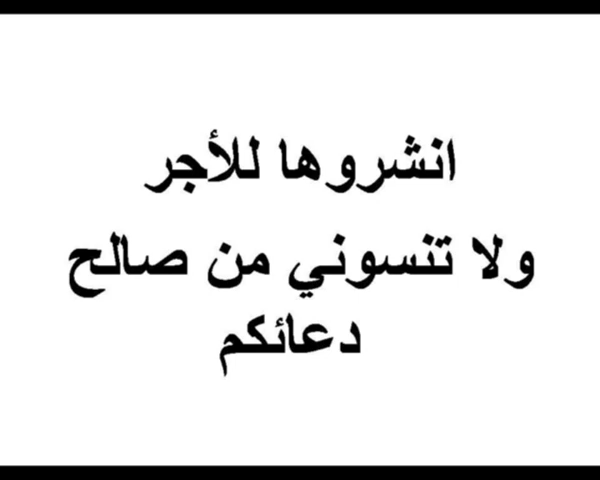 انشروها للأجر
ولا تنسوني من صالح
دعائكم